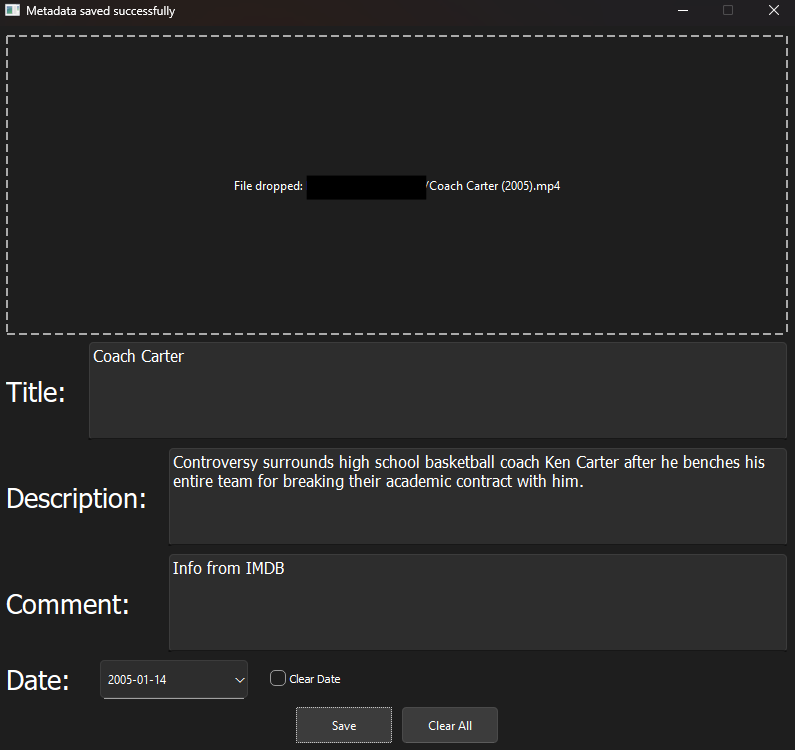 Metadata saved successfully
File dropped: /Coach Carter (2005).mp4
Title:
Coach Carter
Description:
Controversy surrounds high school basketball coach Ken Carter after he benches his
entire team for breaking their academic contract with him.
Comment:
Info from IMDB
Date:
2005-01-14
Clear Date
Save
Clear All